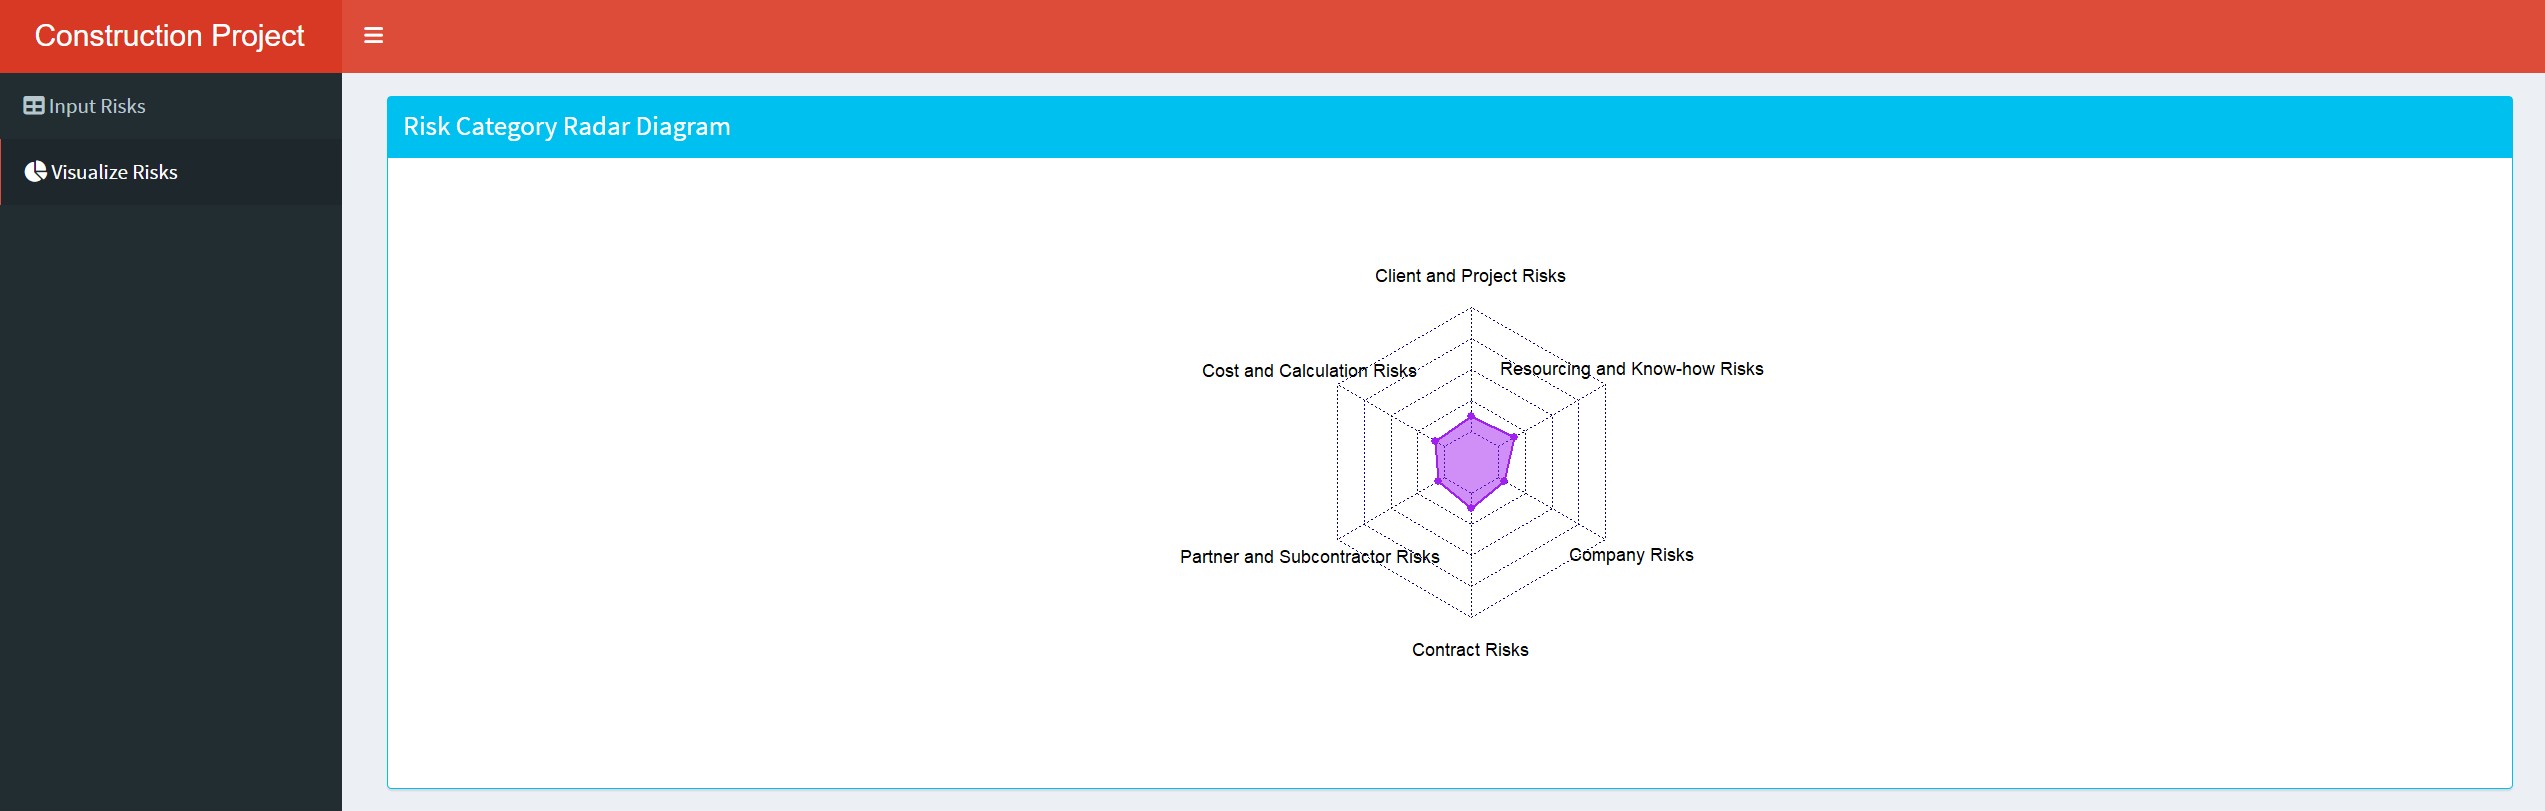 Construction Project
Input Risks
Visualize Risks
Risk Category Radar Diagram
Client and Project Risks
Cost and Calculation Risks
Resourcing and Know-how Risks
Partner and Subcontractor Risks
Company Risks
Contract Risks